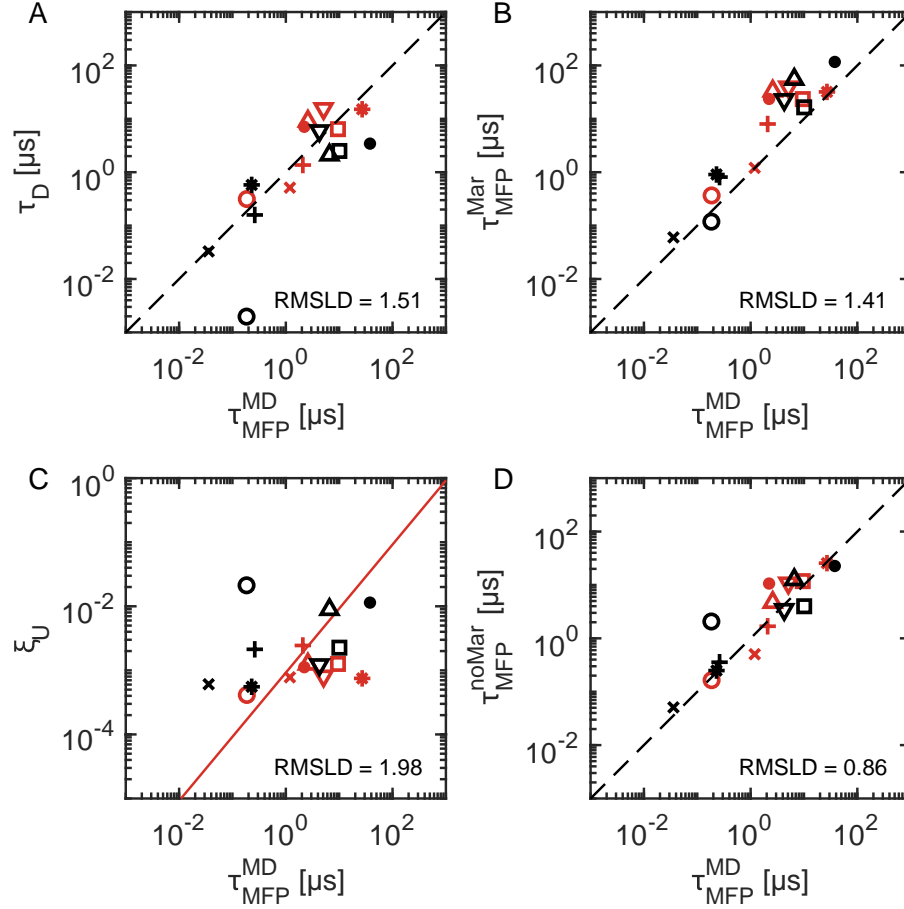 A
10^2
10^0
10^-2
τ_D [µs]
RMSLD = 1.51
10^-2 10^0 10^2
τ_MFP^MD [µs]
B
10^2
10^0
10^-2
τ_MFP^Mar [µs]
RMSLD = 1.41
10^-2 10^0 10^2
τ_MFP^MD [µs]
C
10^0
10^-2
10^-4
ξ_U
RMSLD = 1.98
10^-2 10^0 10^2
τ_MFP^MD [µs]
D
10^2
10^0
10^-2
τ_MFP^noMar [µs]
RMSLD = 0.86
10^-2 10^0 10^2
τ_MFP^MD [µs]